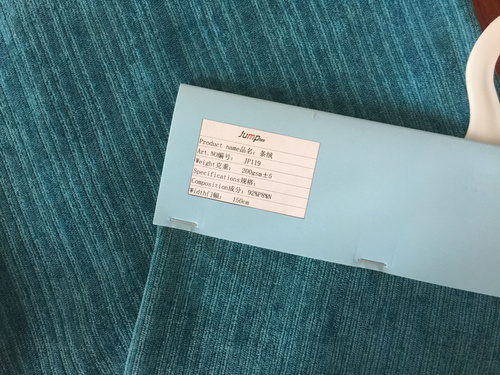 Jump
Product name品名：条绒
Art.NO编号： JP119
Weight克重： 200gsm±5
Specifications规格：
Composition成分：92%P8%N
Width门幅： 150cm